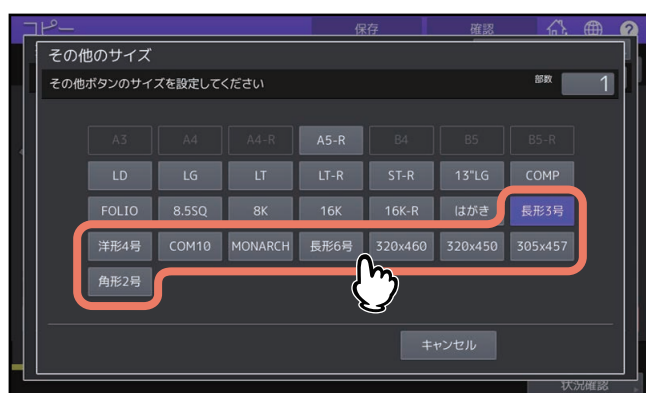 コピー 保存 確認 ?
その他のサイズ
その他ボタンのサイズを設定してください 部数 1
A3 A4 A4-R A5-R B4 B5 B5-R
LD LG LT LT-R ST-R 13"LG COMP
FOLIO 8.5SQ 8K 16K 16K-R はがき 長形3号
洋形4号 COM10 MONARCH 長形6号 320x460 320x450 305x457
角形2号
キャンセル
状況確認